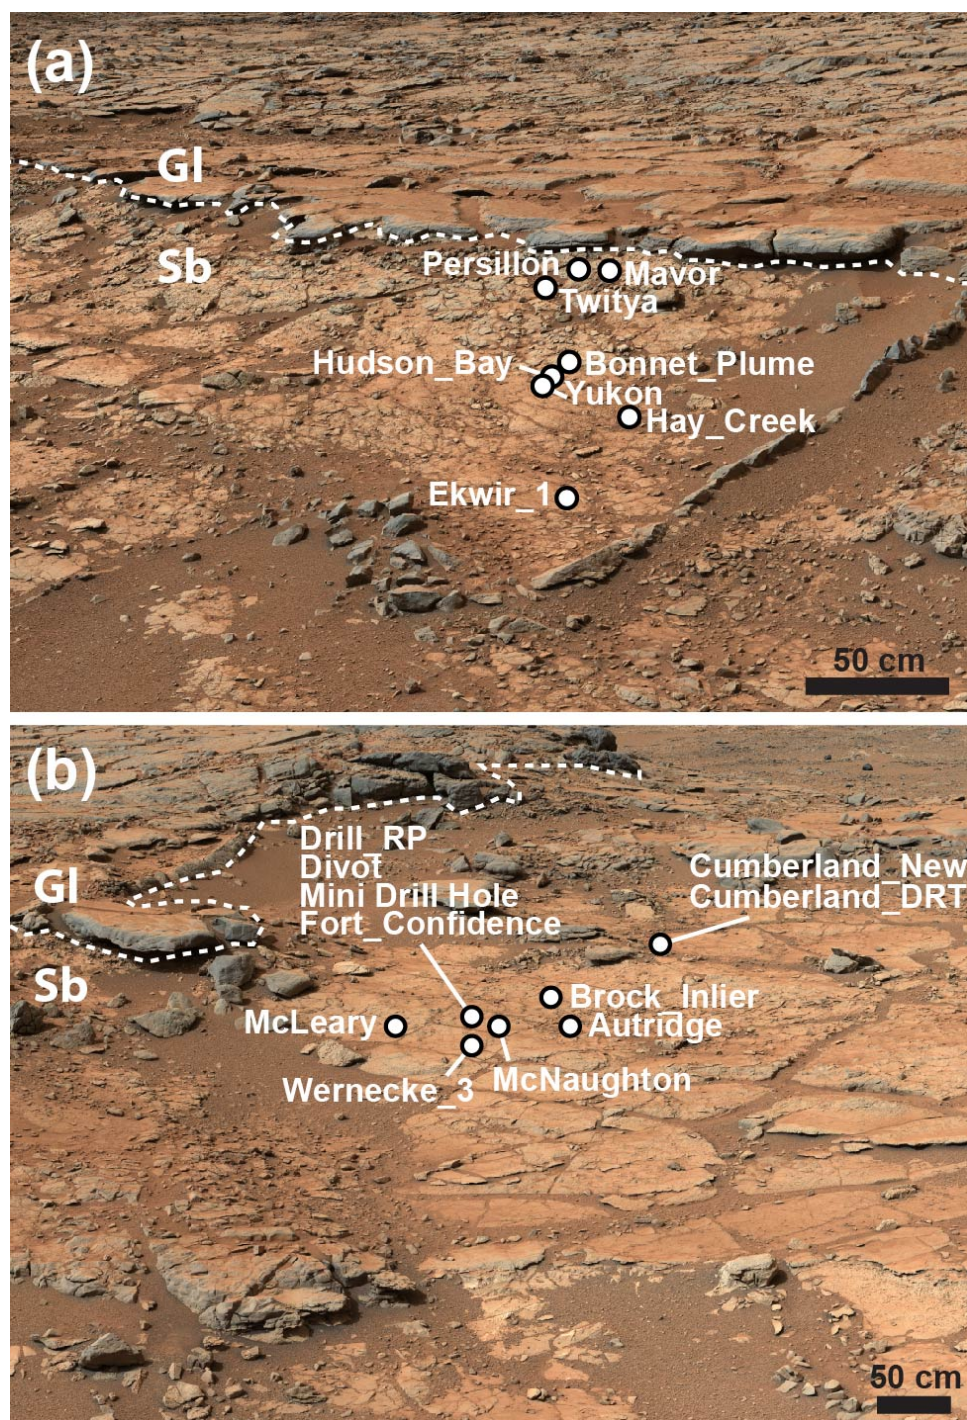 (a)
Gl
Sb
Persillon
Mavor
Twitya
Hudson_Bay
Bonnet_Plume
Yukon
Hay_Creek
Ekwir_1
50 cm
(b)
Drill_RP
Divot
Mini Drill Hole
Fort_Confidence
Cumberland_New
Cumberland_DRT
Gl
Sb
Brock_Inlier
McLeary
Autridge
McNaughton
Wernecke_3
50 cm